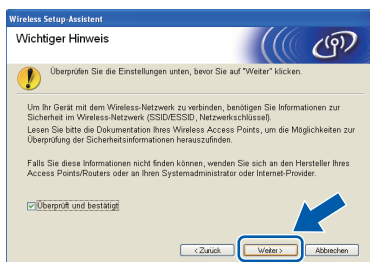 Wireless Setup-Assistent
Wichtiger Hinweis
Überprüfen Sie die Einstellungen unten, bevor Sie auf "Weiter" klicken.
Um Ihr Gerät mit dem Wireless-Netzwerk zu verbinden, benötigen Sie Informationen zur
Sicherheit im Wireless-Netzwerk (SSID/ESSID, Netzwerkschlüssel).
Lesen Sie bitte die Dokumentation Ihres Wireless Access Points, um die Möglichkeiten zur
Überprüfung der Sicherheitsinformationen herauszufinden.
Falls Sie diese Informationen nicht finden können, wenden Sie sich an den Hersteller Ihres
Access Points/Routers oder an Ihren Systemadministrator oder Internet-Provider.
Überprüft und bestätigt
< Zurück Weiter > Abbrechen